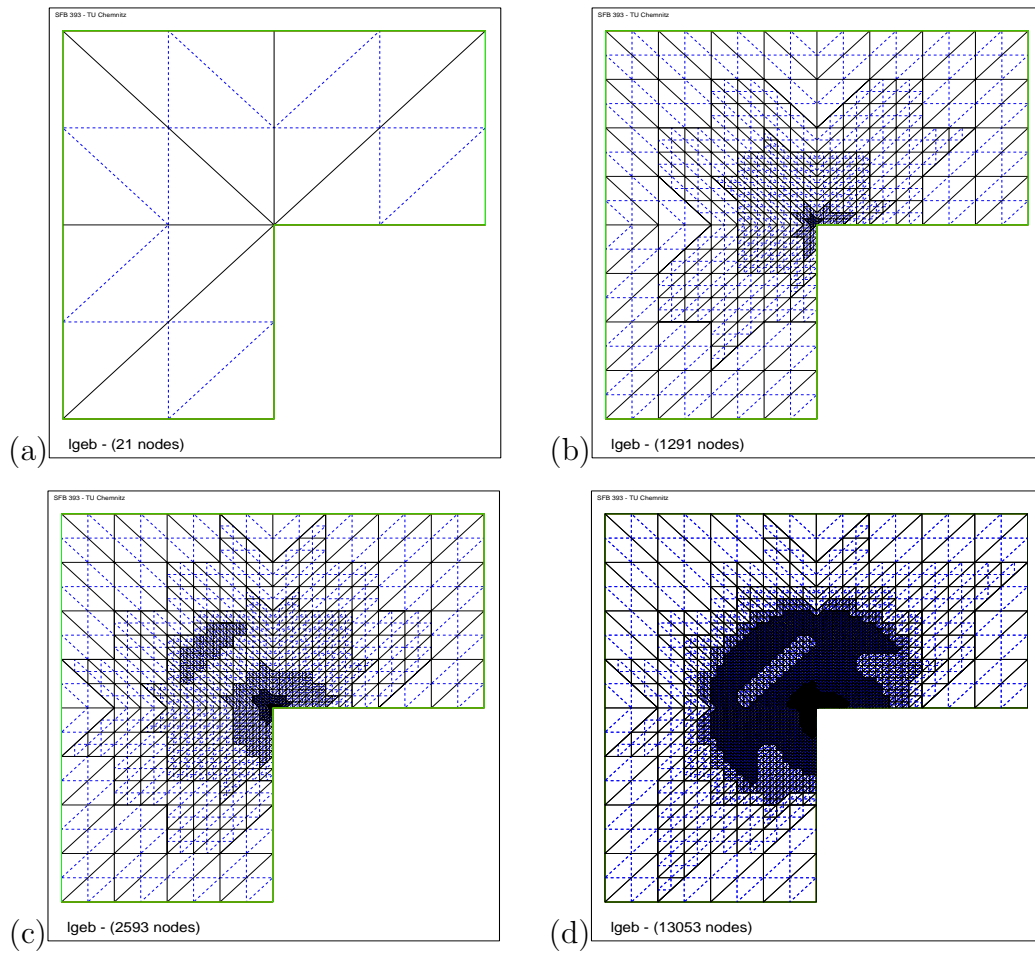 SFB 393 - TU Chemnitz
(a)
lgeb - (21 nodes)
SFB 393 - TU Chemnitz
(b)
lgeb - (1291 nodes)
SFB 393 - TU Chemnitz
(c)
lgeb - (2593 nodes)
SFB 393 - TU Chemnitz
(d)
lgeb - (13053 nodes)